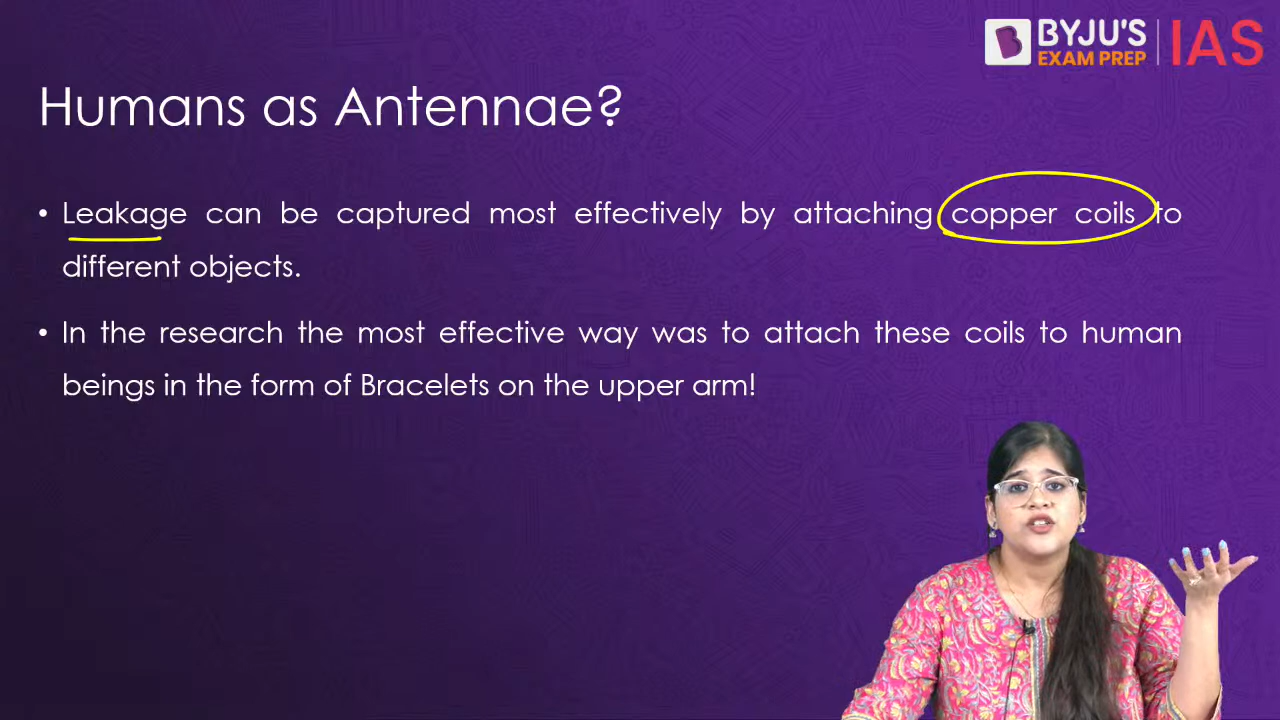 BYJU'S
EXAM PREP
IAS
Humans as Antennae?
• Leakage can be captured most effectively by attaching copper coils to
different objects.
• In the research the most effective way was to attach these coils to human
beings in the form of Bracelets on the upper arm!